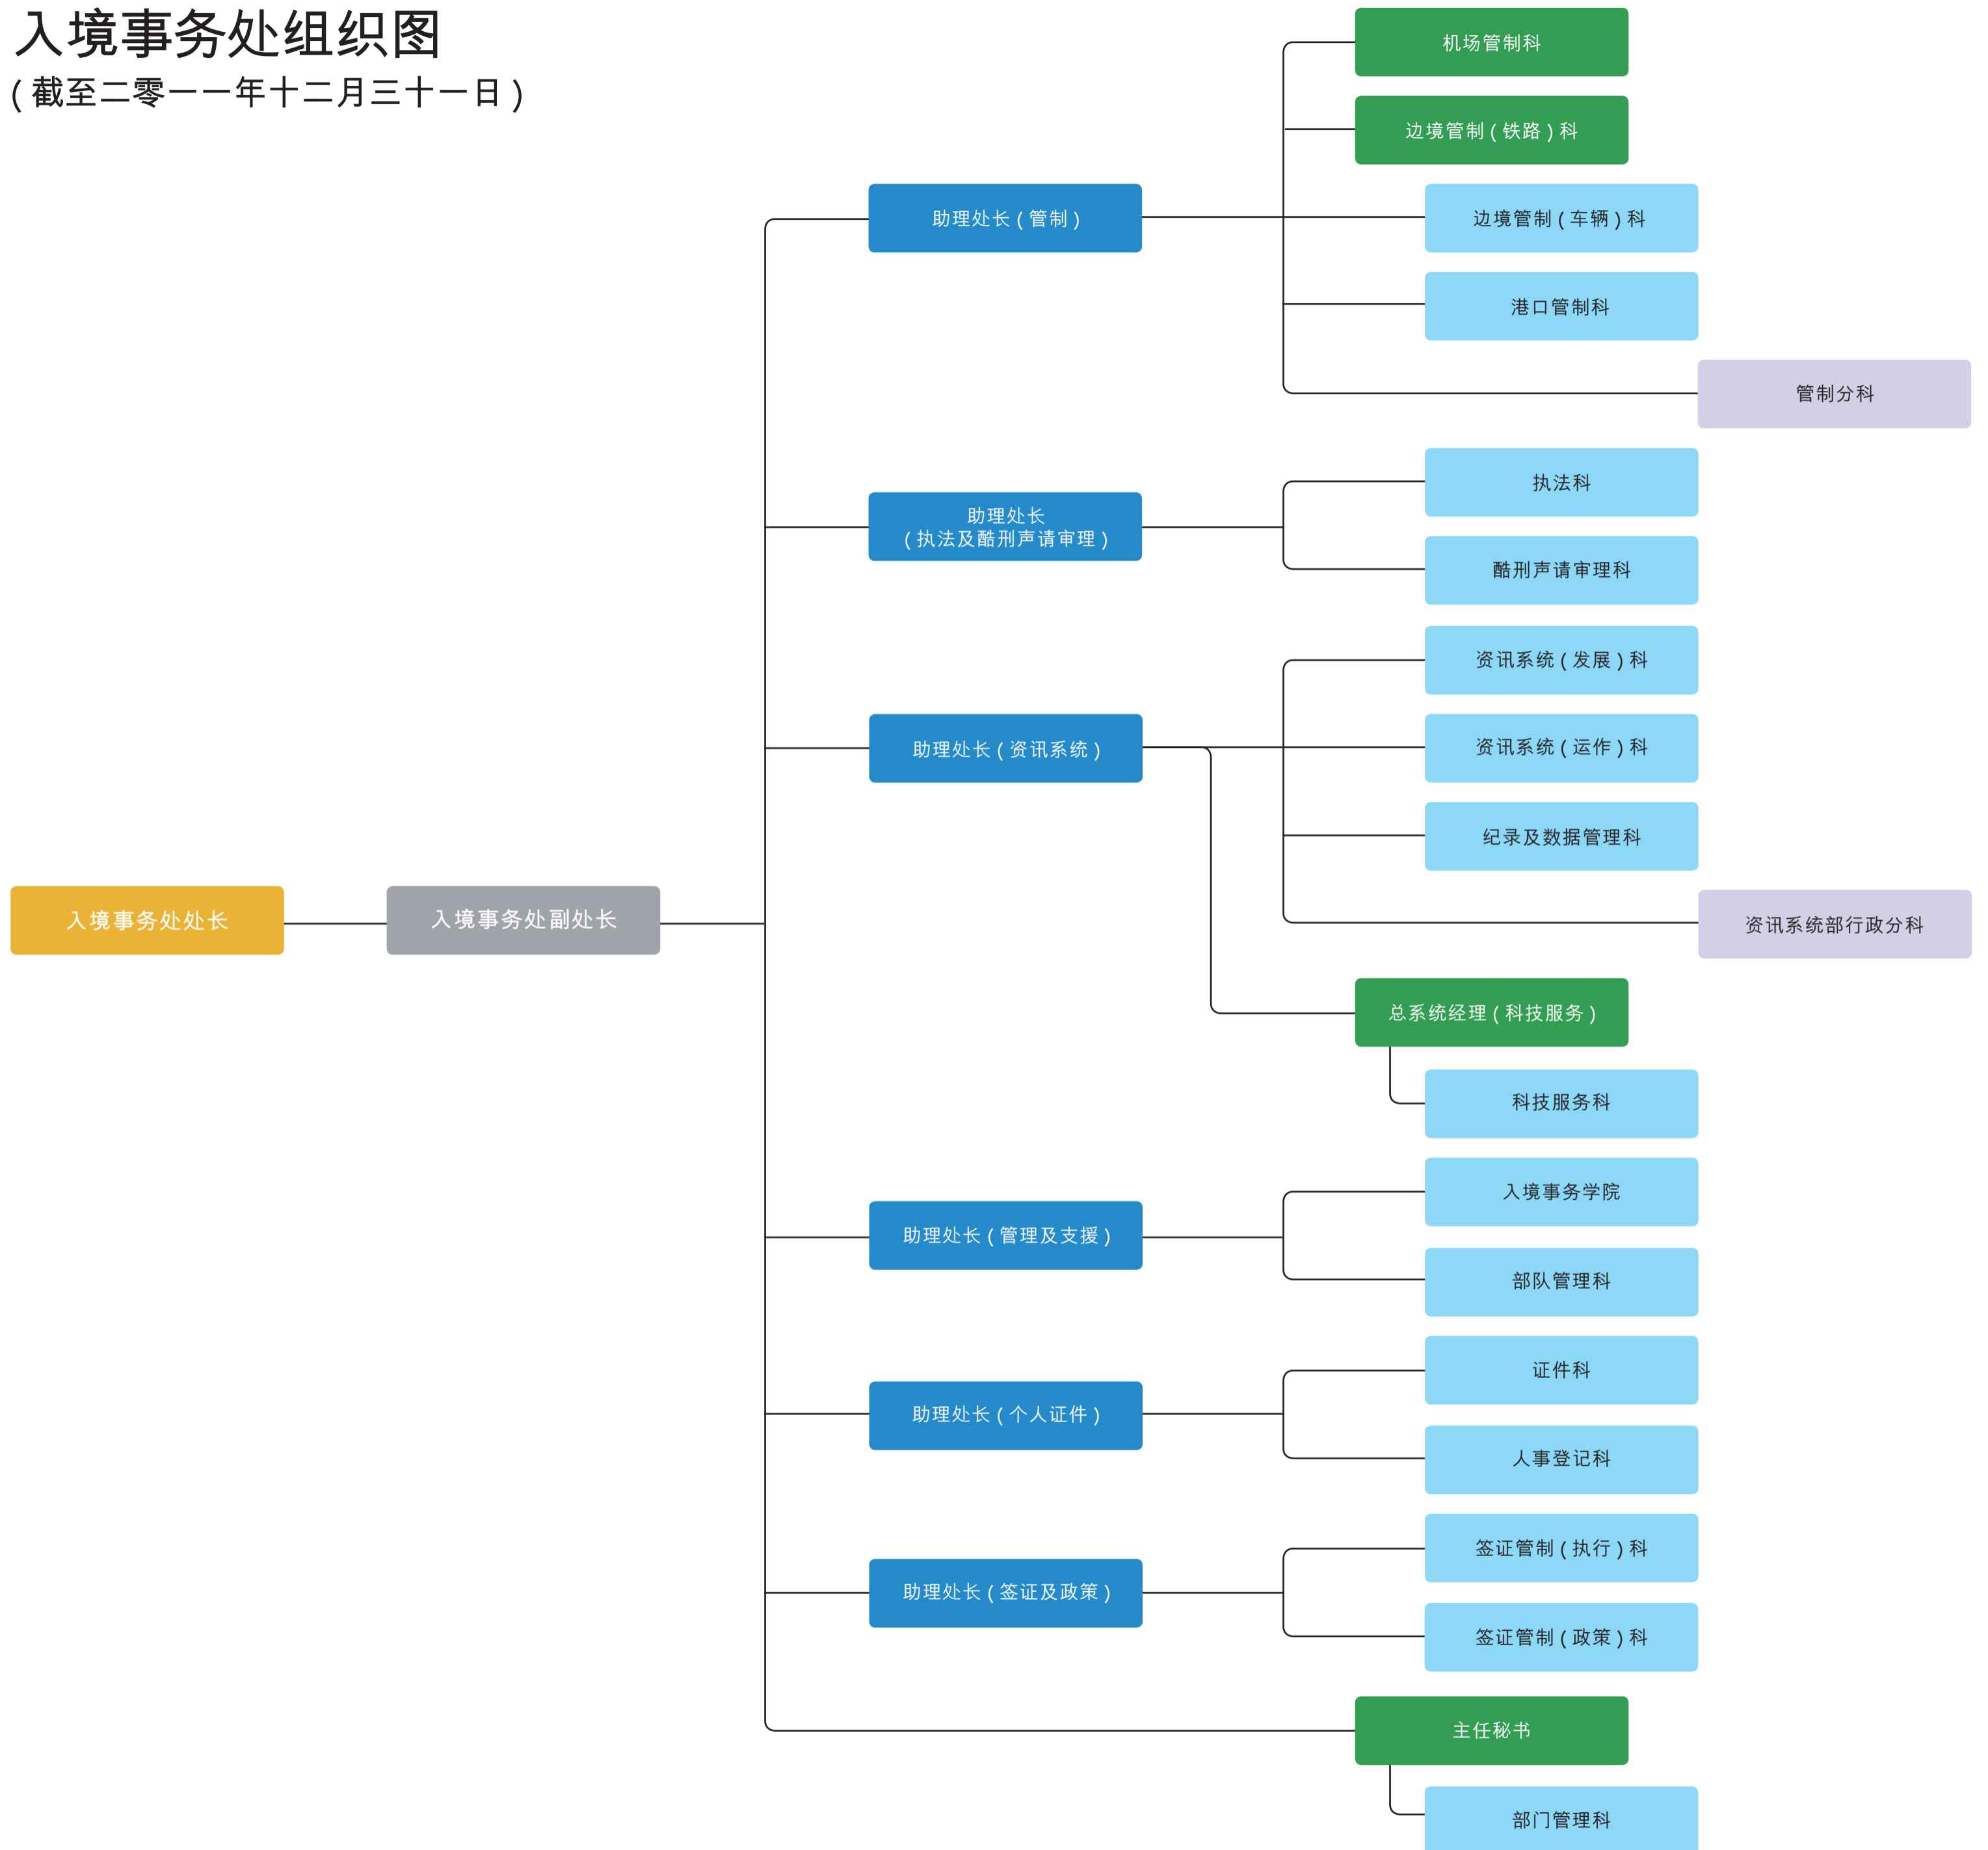 入境事务处组织图
( 截至二零一一年十二月三十一日 )
机场管制科
边境管制 ( 铁路 ) 科
助理处长 ( 管制 )
边境管制 ( 车辆 ) 科
港口管制科
管制分科
执法科
助理处长
( 执法及酷刑声请审理 )
酷刑声请审理科
资讯系统 ( 发展 ) 科
助理处长 ( 资讯系统 )
资讯系统 ( 运作 ) 科
纪录及数据管理科
入境事务处处长
入境事务处副处长
资讯系统部行政分科
总系统经理 ( 科技服务 )
科技服务科
入境事务学院
助理处长 ( 管理及支援 )
部队管理科
证件科
助理处长 ( 个人证件 )
人事登记科
签证管制 ( 执行 ) 科
助理处长 ( 签证及政策 )
签证管制 ( 政策 ) 科
主任秘书
部门管理科